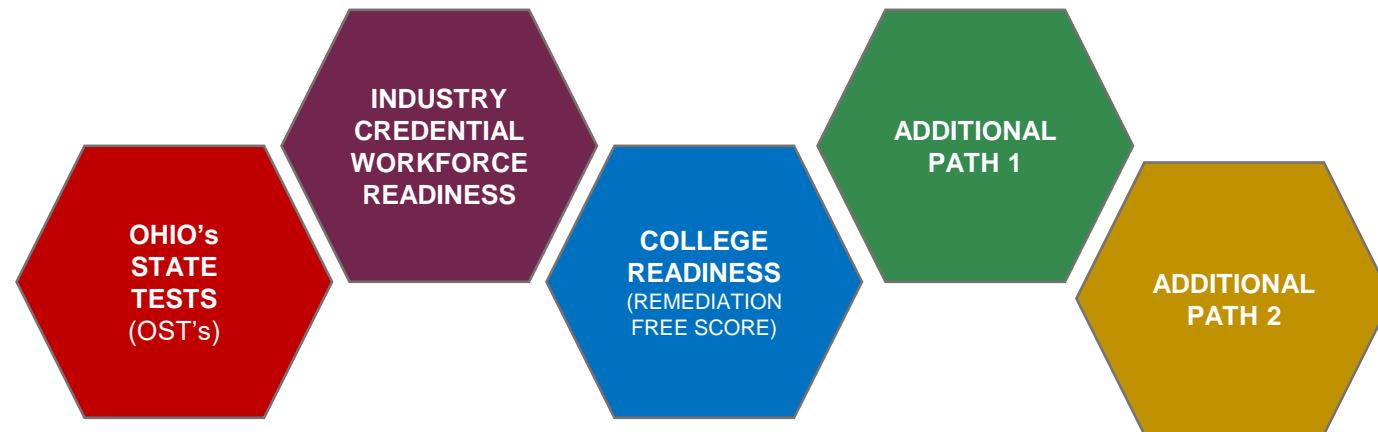 OHIO's
STATE
TESTS
(OST's)
INDUSTRY
CREDENTIAL
WORKFORCE
READINESS
COLLEGE
READINESS
(REMEDIATION
FREE SCORE)
ADDITIONAL
PATH 1
ADDITIONAL
PATH 2